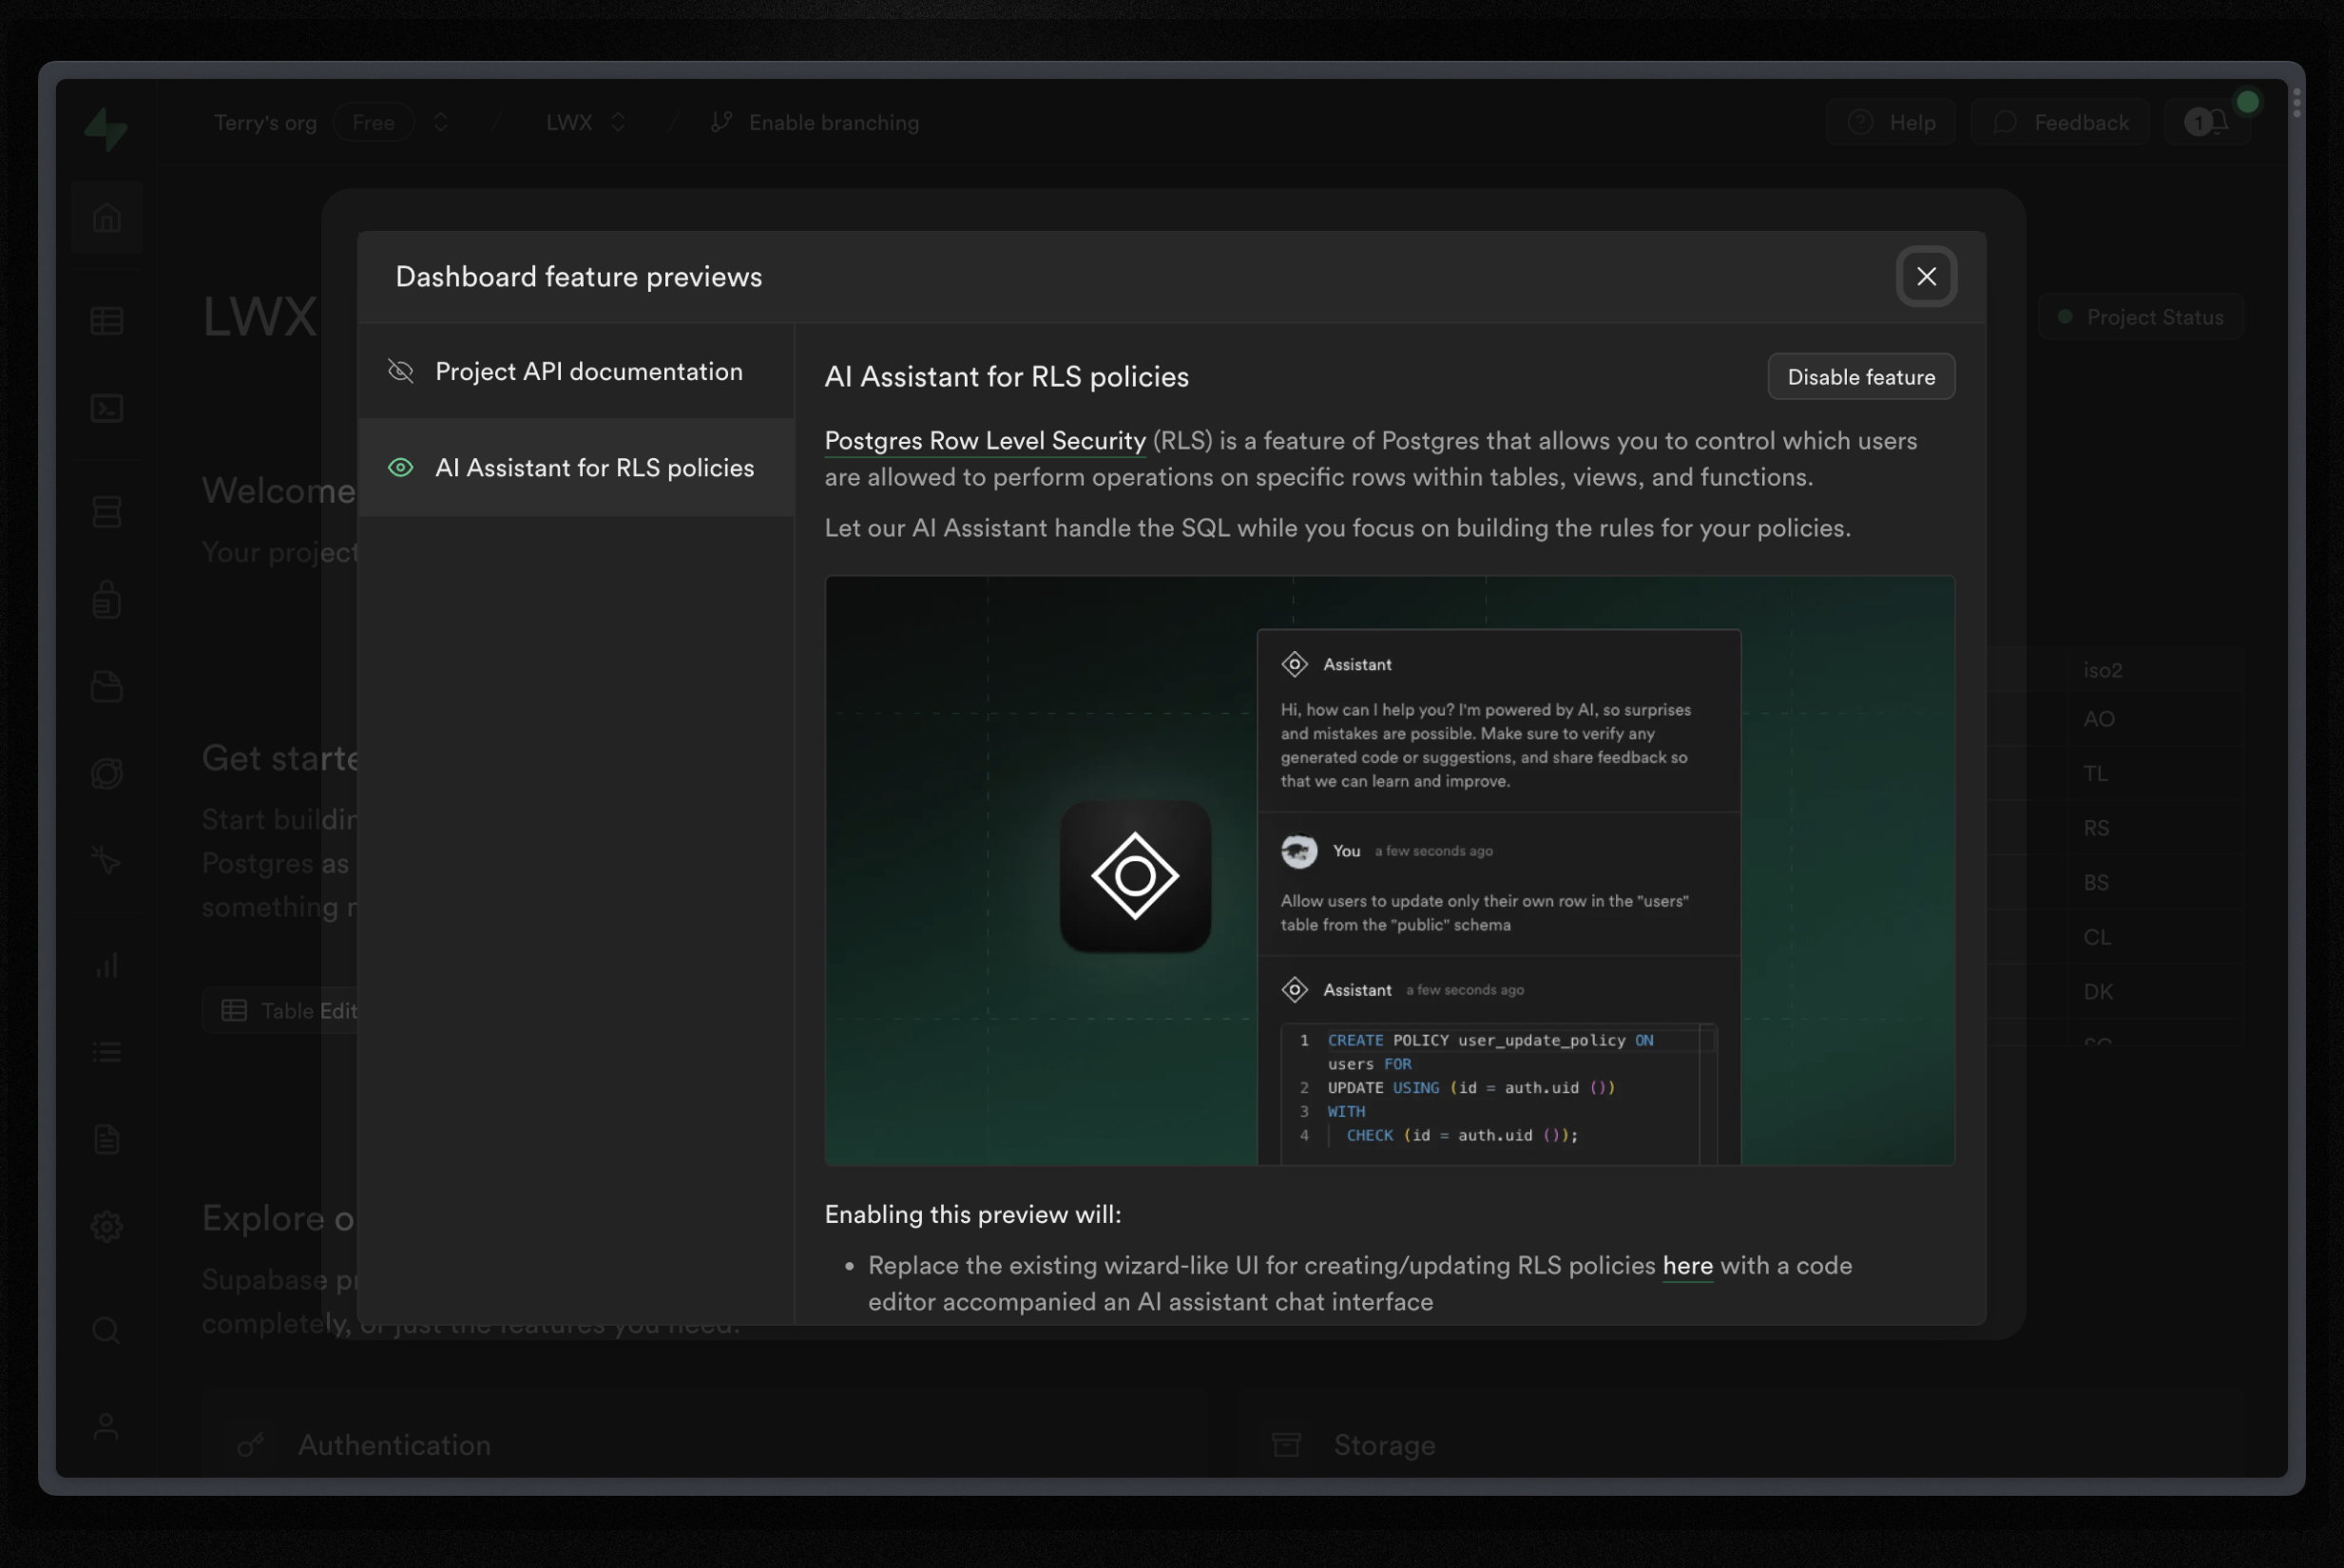 Terry's org Free / LWX / Enable branching
Help Feedback 1
LWX
Project Status
Dashboard feature previews
Project API documentation
AI Assistant for RLS policies
AI Assistant for RLS policies
Disable feature
Postgres Row Level Security (RLS) is a feature of Postgres that allows you to control which users
are allowed to perform operations on specific rows within tables, views, and functions.
Let our AI Assistant handle the SQL while you focus on building the rules for your policies.
Assistant
Hi, how can I help you? I'm powered by AI, so surprises
and mistakes are possible. Make sure to verify any
generated code or suggestions, and share feedback so
that we can learn and improve.
You a few seconds ago
Allow users to update only their own row in the "users"
table from the "public" schema
Assistant a few seconds ago
1 CREATE POLICY user_update_policy ON
users FOR
2 UPDATE USING (id = auth.uid ())
3 WITH
4 CHECK (id = auth.uid ());
Enabling this preview will:
• Replace the existing wizard-like UI for creating/updating RLS policies here with a code
editor accompanied an AI assistant chat interface
Welcome
Your project
Get starte
Start buildin
Postgres as
something
Table Edit
Explore o
Supabase pr
completely, or just the features you need.
iso2
AO
TL
RS
BS
CL
DK
Authentication
Storage